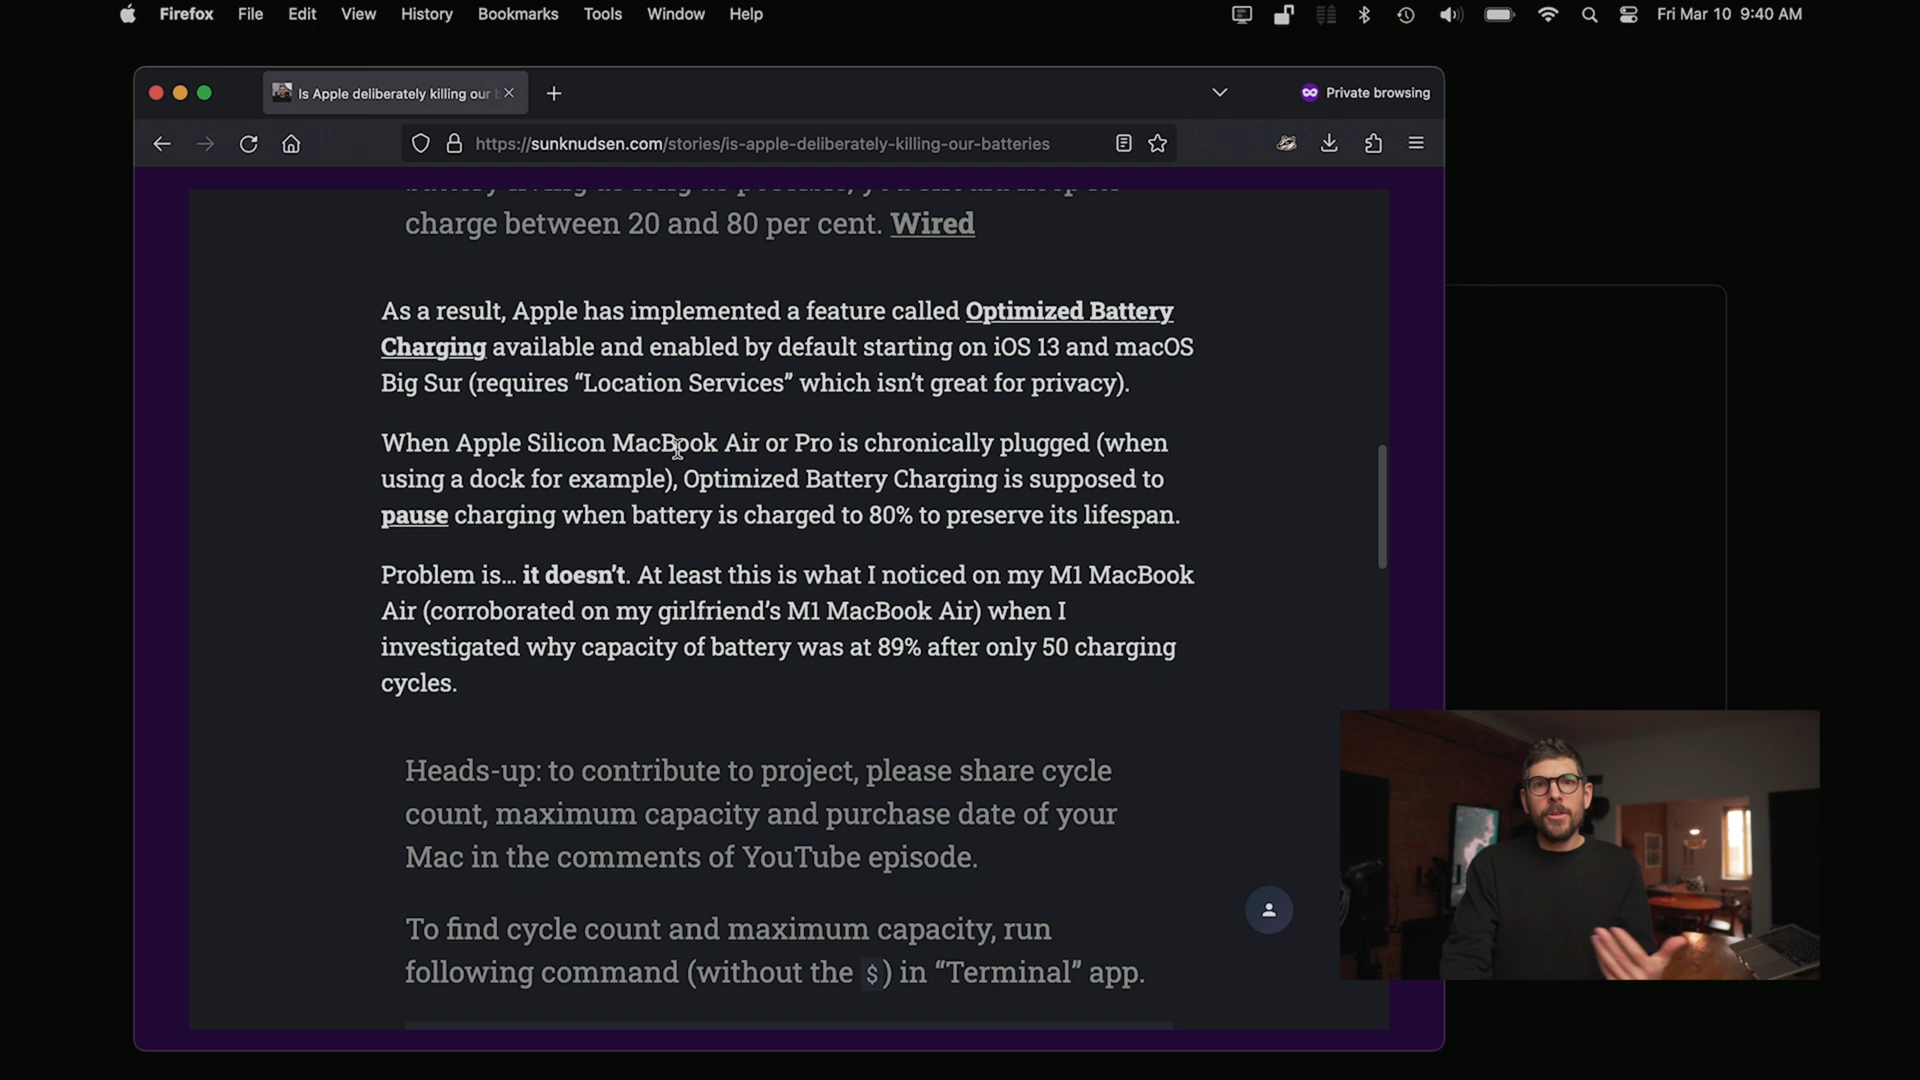 Firefox File Edit View History Bookmarks Tools Window Help Fri Mar 10 9:40 AM
Is Apple deliberately killing our Private browsing
https://sunknudsen.com/stories/is-apple-deliberately-killing-our-batteries
charge between 20 and 80 per cent. Wired
As a result, Apple has implemented a feature called Optimized Battery
Charging available and enabled by default starting on iOS 13 and macOS
Big Sur (requires “Location Services” which isn’t great for privacy).
When Apple Silicon MacBook Air or Pro is chronically plugged (when
using a dock for example), Optimized Battery Charging is supposed to
pause charging when battery is charged to 80% to preserve its lifespan.
Problem is… it doesn’t. At least this is what I noticed on my M1 MacBook
Air (corroborated on my girlfriend’s M1 MacBook Air) when I
investigated why capacity of battery was at 89% after only 50 charging
cycles.
Heads-up: to contribute to project, please share cycle
count, maximum capacity and purchase date of your
Mac in the comments of YouTube episode.
To find cycle count and maximum capacity, run
following command (without the $) in “Terminal” app.